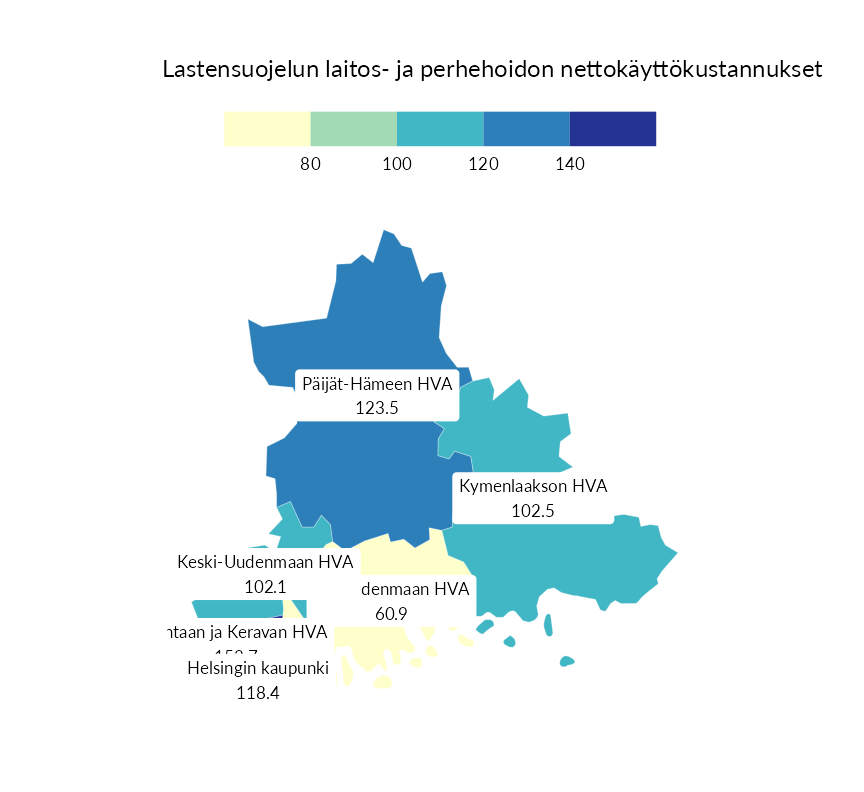 Lastensuojelun laitos- ja perhehoidon nettokäyttökustannukset
80 100 120 140
Päijät-Hämeen HVA
123.5
Kymenlaakson HVA
102.5
Keski-Uudenmaan HVA
102.1
denmaan HVA
60.9
ntaan ja Keravan HVA
Helsingin kaupunki
118.4